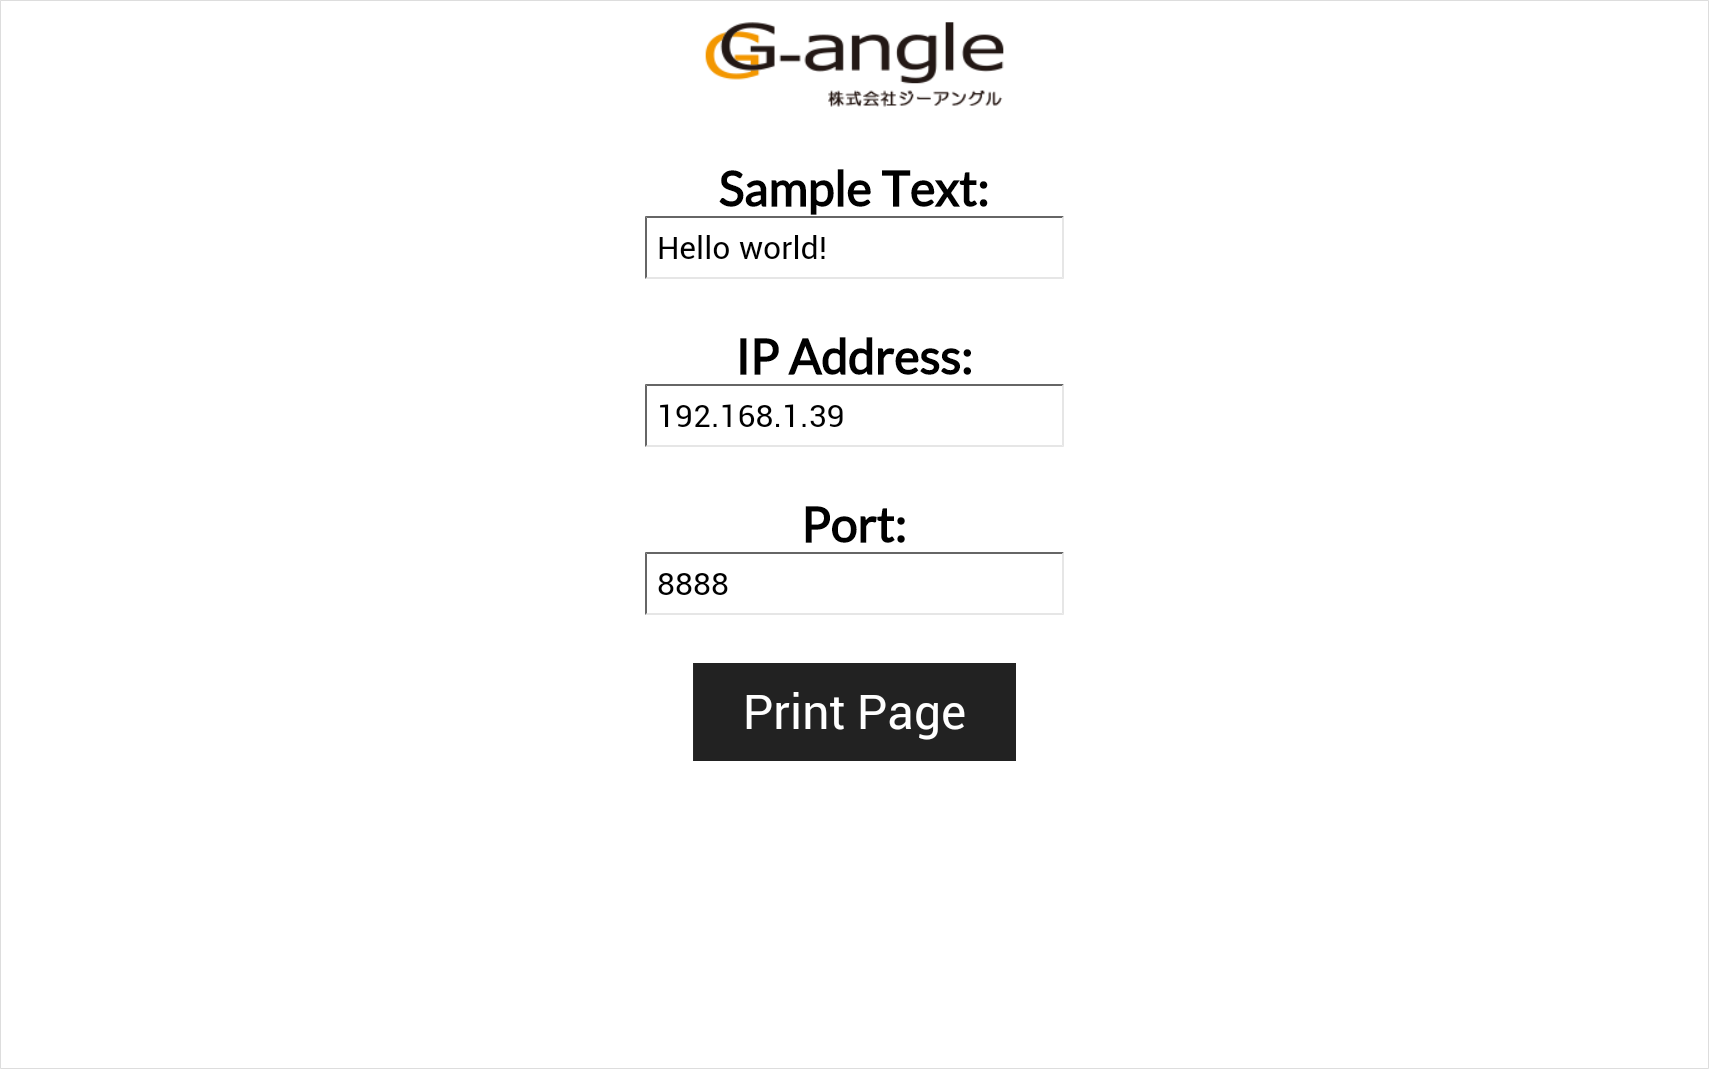 G-angle
株式会社ジーアングル
Sample Text:
Hello world!
IP Address:
192.168.1.39
Port:
8888
Print Page